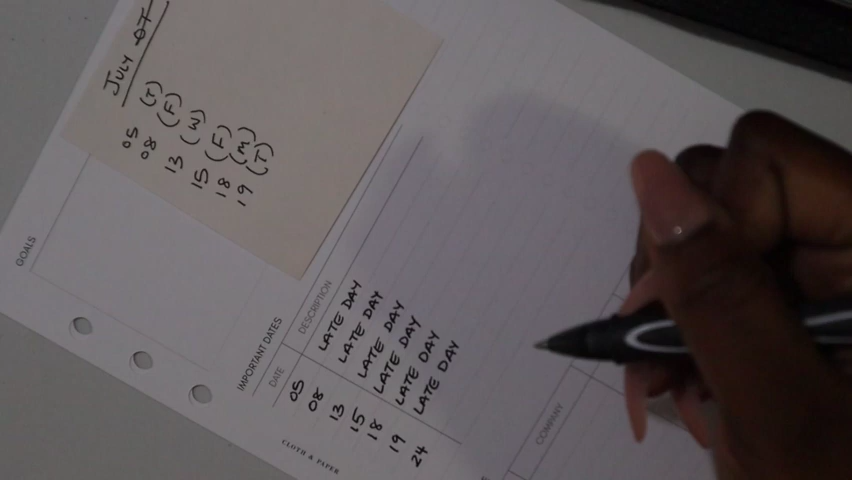 JULY OT
05 (T)
08 (F)
13 (W)
15 (F)
18 (M)
19 (T)
GOALS
IMPORTANT DATES
DATE DESCRIPTION
05 LATE DAY
08 LATE DAY
13 LATE DAY
15 LATE DAY
18 LATE DAY
19 LATE DAY
24
COMPANY
CLOTH & PAPER